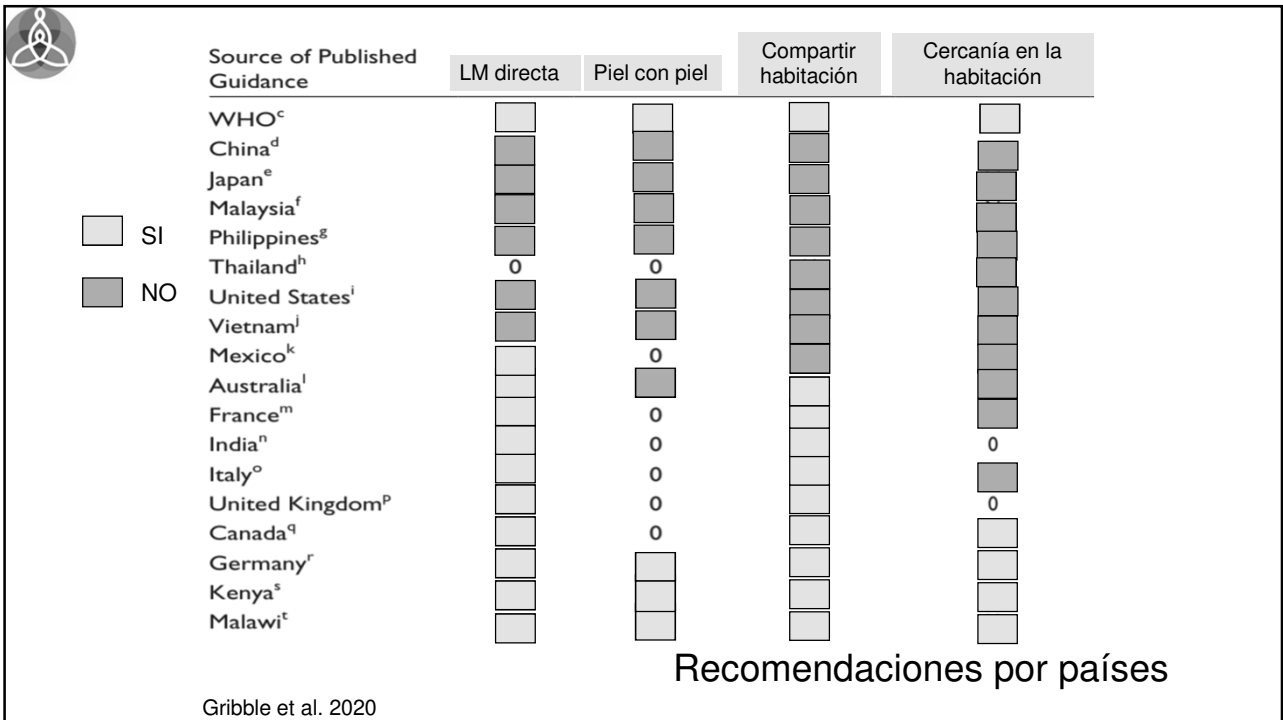 Source of Published
Guidance
LM directa
Piel con piel
Compartir
habitación
Cercanía en la
habitación
WHOᶜ
Chinaᵈ
Japanᵉ
Malaysiaᶠ
SI
Philippinesᵍ
Thailandʰ 0 0
NO
United Statesⁱ
Vietnamʲ
Mexicoᵏ 0
Australiaˡ
Franceᵐ 0
Indiaⁿ 0 0
Italyᵒ 0
United Kingdomᵖ 0 0
Canada^q 0
Germanyʳ
Kenyaˢ
Malawiᵗ
Recomendaciones por países
Gribble et al. 2020